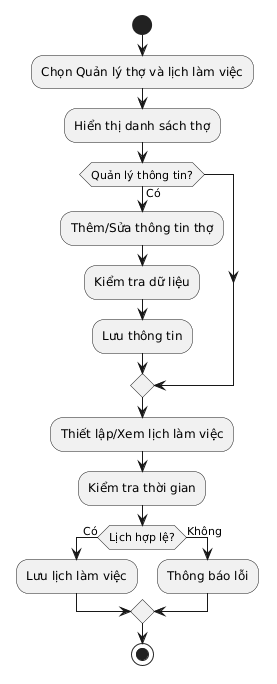 Chọn Quản lý thợ và lịch làm việc
Hiển thị danh sách thợ
Quản lý thông tin?
Có
Thêm/Sửa thông tin thợ
Kiểm tra dữ liệu
Lưu thông tin
Thiết lập/Xem lịch làm việc
Kiểm tra thời gian
Có
Lịch hợp lệ?
Không
Lưu lịch làm việc
Thông báo lỗi